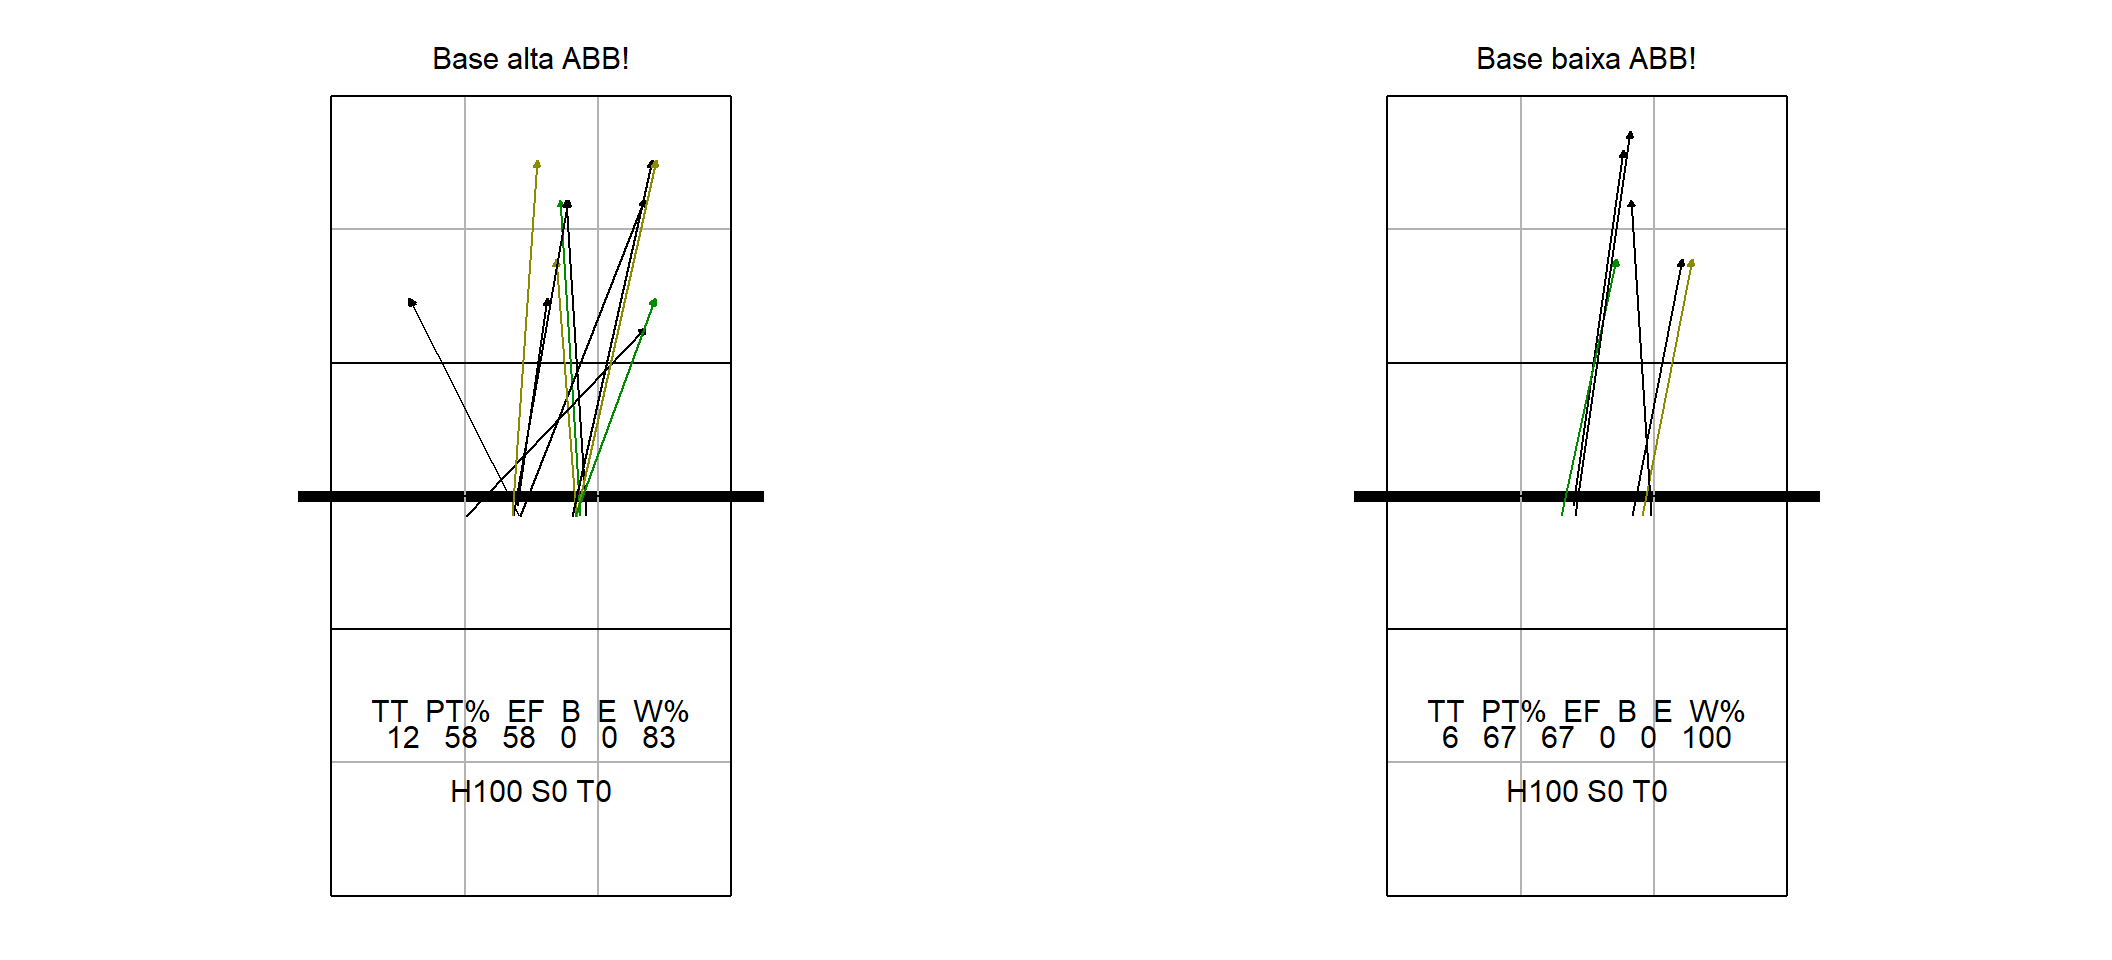 Base alta ABB!
TT PT% EF B E W%
12 58 58 0 0 83
H100 S0 T0
Base baixa ABB!
TT PT% EF B E W%
6 67 67 0 0 100
H100 S0 T0